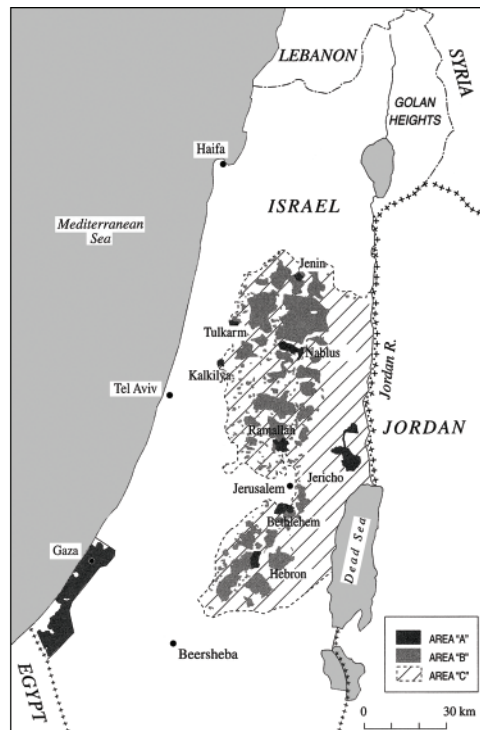 LEBANON
SYRIA
GOLAN
HEIGHTS
Haifa
ISRAEL
Mediterranean
Sea
Jenin
Tulkarm
Nablus
Kalkilya
Jordan R.
Tel Aviv
JORDAN
Ramallah
Jericho
Jerusalem
Bethlehem
Gaza
Dead Sea
Hebron
Beersheba
EGYPT
AREA "A"
AREA "B"
AREA "C"
0 30 km